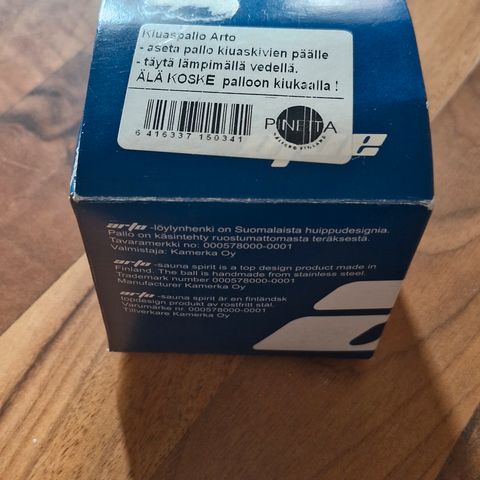 Kiuaspallo Arto
- aseta pallo kiuaskivien päälle
- täytä lämpimällä vedellä.
ÄLÄ KOSKE palloon kiukaalla !
6 416337 150341
PINETTA
arto -löylynhenki on Suomalaista huippudesignia.
Pallo on käsintehty ruostumattomasta teräksestä.
Tavaramerkki no: 000578000-0001
Valmistaja: Kamerka Oy
arto -sauna spirit is a top design product made in
Finland. The ball is handmade from stainless steel.
Trademark number 000578000-0001
Manufacturer Kamerka Oy
arto -sauna spirit är en finländsk
topdesign produkt av rostfritt stål.
Varumärke nr. 000578000-0001
Tillverkare Kamerka Oy